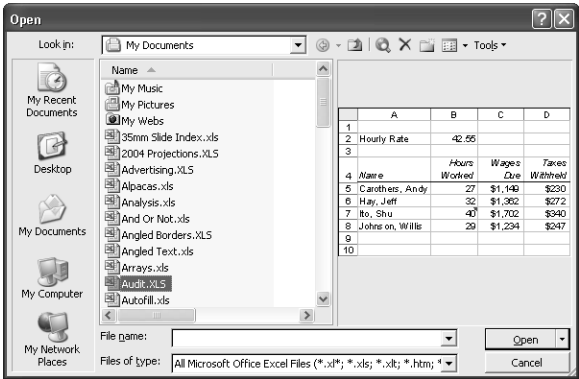 Open
Look in:
My Documents
Tools
My Recent
Documents
Desktop
My Documents
My Computer
My Network
Places
Name
My Music
My Pictures
My Webs
35mm Slide Index.xls
2004 Projections.XLS
Advertising.XLS
Alpacas.xls
Analysis.xls
And Or Not.xls
Angled Borders.XLS
Angled Text.xls
Arrays.xls
Audit.XLS
Autofill.xls
A B C D
1
2 Hourly Rate 42.55
3
Hours Wages Taxes
4 Name Worked Due Withheld
5 Carothers, Andy 27 $1,149 $230
6 Hay, Jeff 32 $1,362 $272
7 Ito, Shu 40 $1,702 $340
8 Johnson, Willis 29 $1,234 $247
9
10
File name:
Open
Files of type: All Microsoft Office Excel Files (*.xl*; *.xls; *.xlt; *.htm; *
Cancel